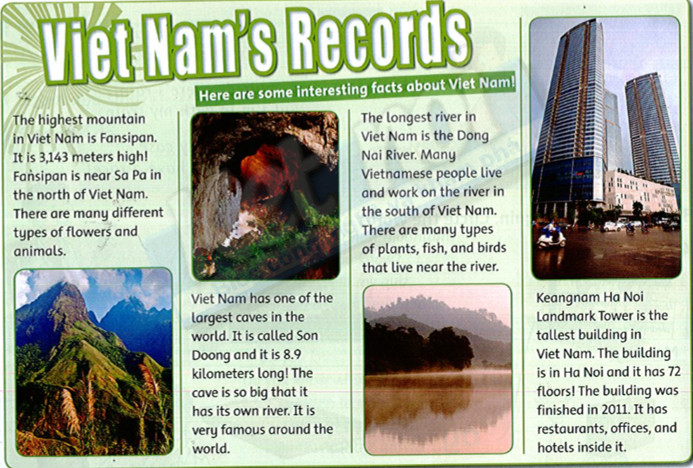 Viet Nam's Records
Here are some interesting facts about Viet Nam!
The highest mountain
in Viet Nam is Fansipan.
It is 3,143 meters high!
Fansipan is near Sa Pa in
the north of Viet Nam.
There are many different
types of flowers and
animals.
Viet Nam has one of the
largest caves in the
world. It is called Son
Doong and it is 8.9
kilometers long! The
cave is so big that it
has its own river. It is
very famous around the
world.
The longest river in
Viet Nam is the Dong
Nai River. Many
Vietnamese people live
and work on the river in
the south of Viet Nam.
There are many types
of plants, fish, and birds
that live near the river.
Keangnam Ha Noi
Landmark Tower is the
tallest building in
Viet Nam. The building
is in Ha Noi and it has 72
floors! The building was
finished in 2011. It has
restaurants, offices, and
hotels inside it.